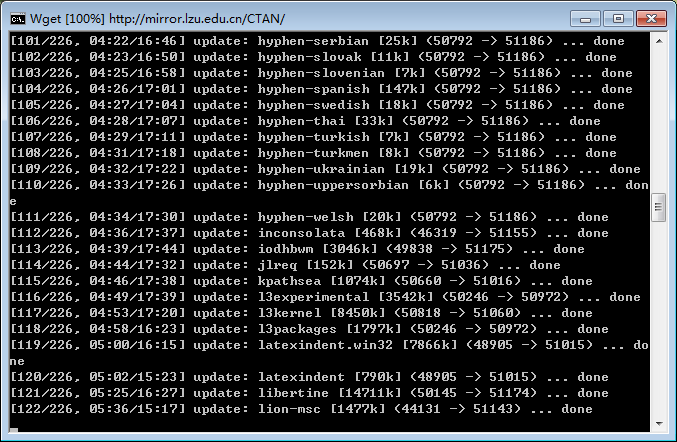 Wget [100%] http://mirror.lzu.edu.cn/CTAN/
[101/226, 04:22/16:46] update: hyphen-serbian [25k] (50792 -> 51186) ... done
[102/226, 04:23/16:50] update: hyphen-slovak [11k] (50792 -> 51186) ... done
[103/226, 04:25/16:58] update: hyphen-slovenian [7k] (50792 -> 51186) ... done
[104/226, 04:26/17:01] update: hyphen-spanish [147k] (50792 -> 51186) ... done
[105/226, 04:27/17:04] update: hyphen-swedish [18k] (50792 -> 51186) ... done
[106/226, 04:28/17:07] update: hyphen-thai [33k] (50792 -> 51186) ... done
[107/226, 04:29/17:11] update: hyphen-turkish [7k] (50792 -> 51186) ... done
[108/226, 04:31/17:18] update: hyphen-turkmen [8k] (50792 -> 51186) ... done
[109/226, 04:32/17:22] update: hyphen-ukrainian [19k] (50792 -> 51186) ... done
[110/226, 04:33/17:26] update: hyphen-uppersorbian [6k] (50792 -> 51186) ... don
e
[111/226, 04:34/17:30] update: hyphen-welsh [20k] (50792 -> 51186) ... done
[112/226, 04:36/17:37] update: inconsolata [468k] (46319 -> 51155) ... done
[113/226, 04:39/17:44] update: iodhbwm [3046k] (49838 -> 51175) ... done
[114/226, 04:44/17:32] update: jlreq [152k] (50697 -> 51036) ... done
[115/226, 04:46/17:38] update: kpathsea [1074k] (50660 -> 51016) ... done
[116/226, 04:49/17:39] update: l3experimental [3542k] (50246 -> 50972) ... done
[117/226, 04:53/17:20] update: l3kernel [8450k] (50818 -> 51060) ... done
[118/226, 04:58/16:23] update: l3packages [1797k] (50246 -> 50972) ... done
[119/226, 05:00/16:15] update: latexindent.win32 [7866k] (48905 -> 51015) ... do
ne
[120/226, 05:02/15:23] update: latexindent [790k] (48905 -> 51015) ... done
[121/226, 05:25/16:27] update: libertine [14711k] (50145 -> 51174) ... done
[122/226, 05:36/15:17] update: lion-msc [1477k] (44131 -> 51143) ... done